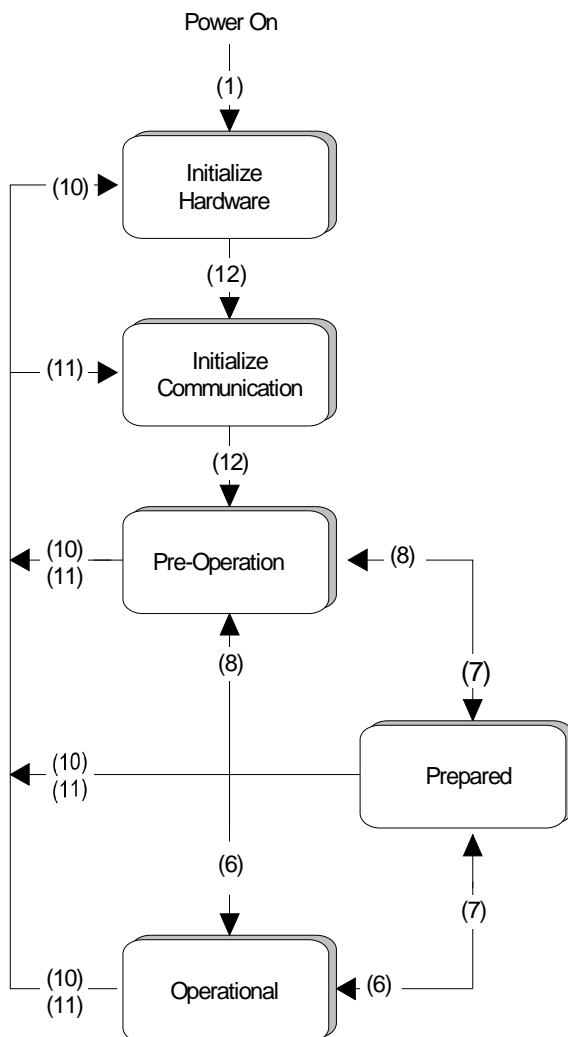 Power On
(1)
Initialize
Hardware
(10)
(12)
Initialize
Communication
(11)
(12)
Pre-Operation
(10)
(11)
(8)
(8)
(7)
Prepared
(10)
(11)
(6)
(7)
Operational
(6)
(10)
(11)